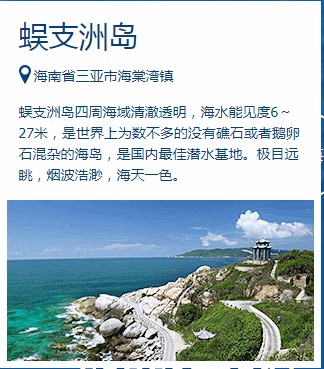 蜈支洲岛
海南省三亚市海棠湾镇
蜈支洲岛四周海域清澈透明，海水能见度6～
27米，是世界上为数不多的没有礁石或者鹅卵
石混杂的海岛，是国内最佳潜水基地。极目远
眺，烟波浩渺，海天一色。